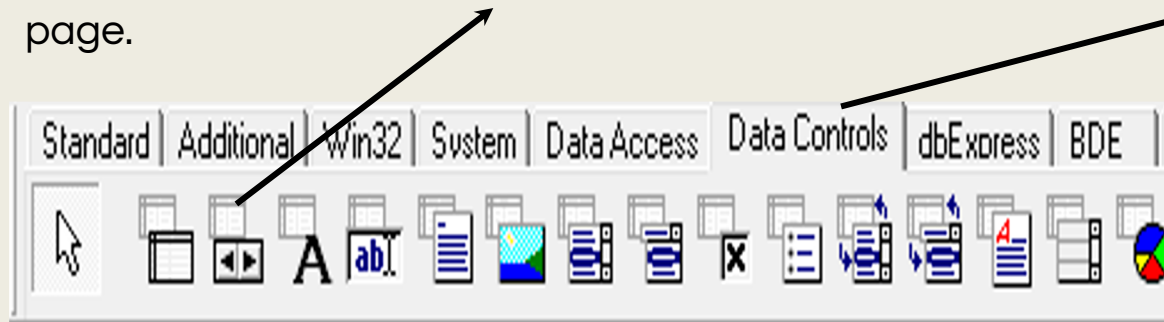 page.
Standard Additional Win32 System Data Access Data Controls dbExpress BDE
A ab A